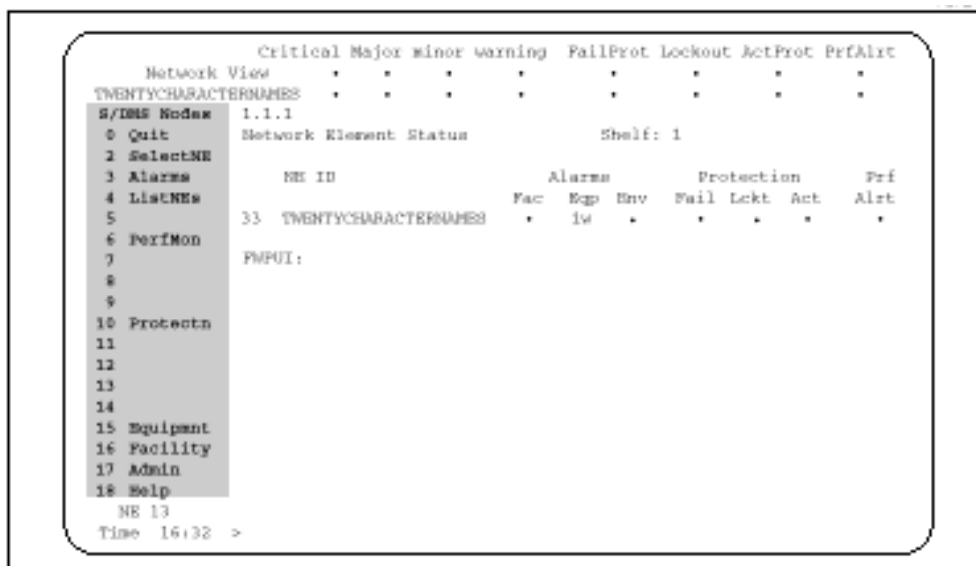 Critical Major minor warning FailProt Lockout ActProt PrfAlrt
Network View • • • • • • • •
TWENTYCHARACTERNAMES • • • • • • • •
S/DMS Nodes 1.1.1
0 Quit Network Element Status Shelf: 1
2 SelectNE
3 Alarms NE ID Alarms Protection Prf
4 ListNEs Fac Eqp Env Fail Lckt Act Alrt
5 33 TWENTYCHARACTERNAMES • 1w • • • • •
6 PerfMon
7 FWPUI:
8
9
10 Protectn
11
12
13
14
15 Equipmnt
16 Facility
17 Admin
18 Help
NE 13
Time 16:32 >